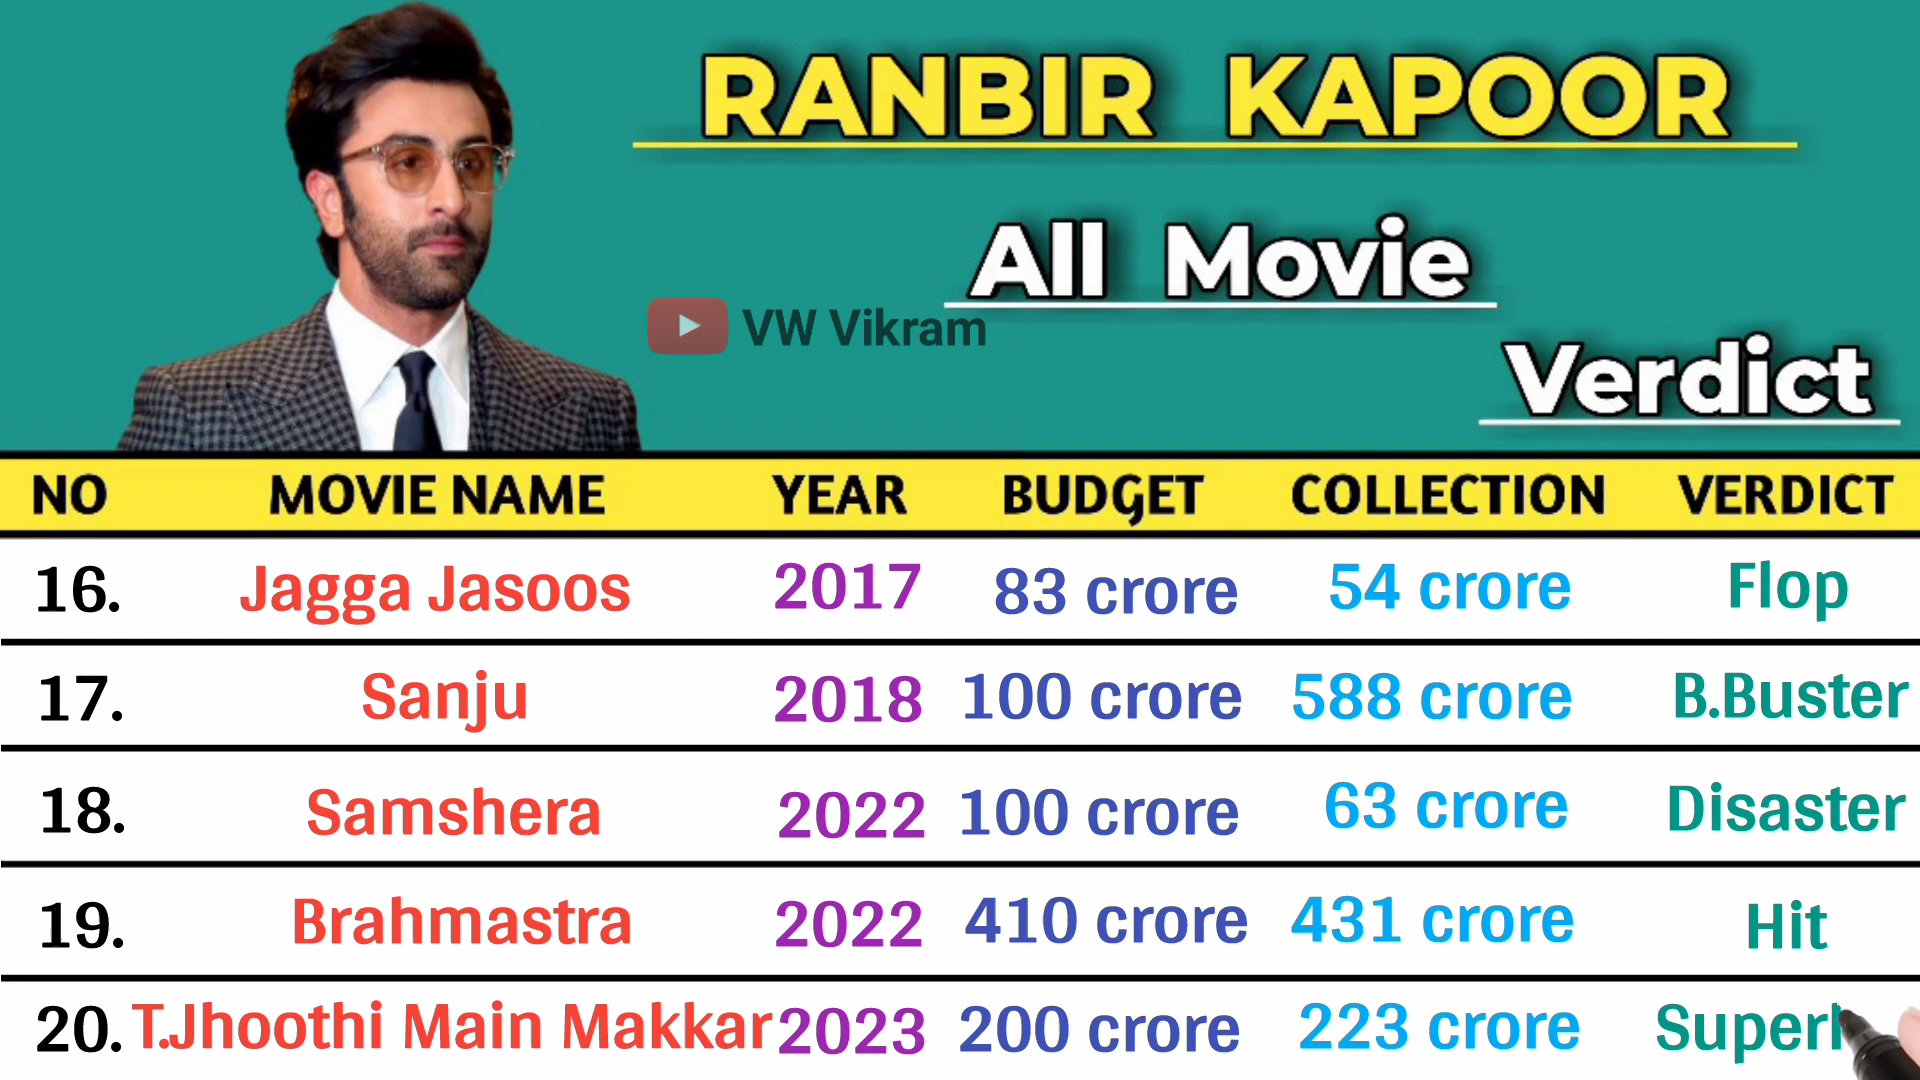 RANBIR KAPOOR
All Movie
VW Vikram
Verdict
NO MOVIE NAME YEAR BUDGET COLLECTION VERDICT
16. Jagga Jasoos 2017 83 crore 54 crore Flop
17. Sanju 2018 100 crore 588 crore B.Buster
18. Samshera 2022 100 crore 63 crore Disaster
19. Brahmastra 2022 410 crore 431 crore Hit
20. T.Jhoothi Main Makkar 2023 200 crore 223 crore